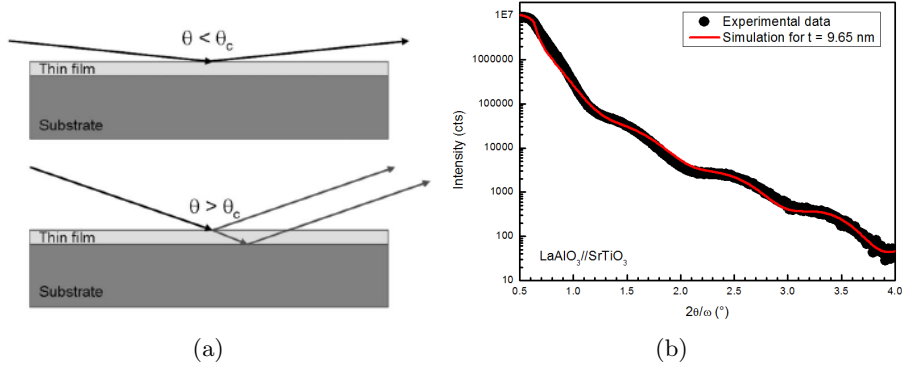 θ < θc
Thin film
Substrate
θ > θc
Thin film
Substrate
(a)
1E7
1000000
100000
10000
1000
100
10
Intensity (cts)
Experimental data
Simulation for t = 9.65 nm
LaAlO3//SrTiO3
0.5 1.0 1.5 2.0 2.5 3.0 3.5 4.0
2θ/ω (°)
(b)